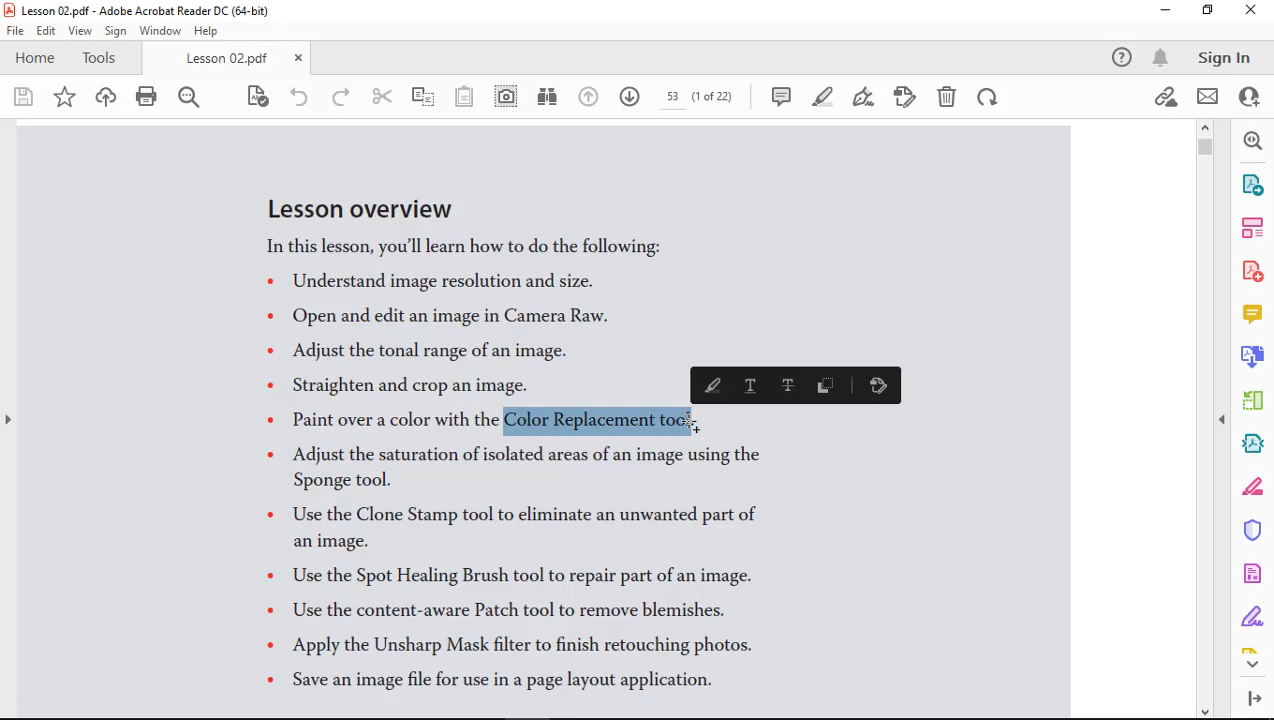 Lesson 02.pdf - Adobe Acrobat Reader DC (64-bit)
File Edit View Sign Window Help
Home Tools Lesson 02.pdf × Sign In
53 (1 of 22)
Lesson overview
In this lesson, you’ll learn how to do the following:
• Understand image resolution and size.
• Open and edit an image in Camera Raw.
• Adjust the tonal range of an image.
• Straighten and crop an image.
• Paint over a color with the Color Replacement tool
• Adjust the saturation of isolated areas of an image using the
Sponge tool.
• Use the Clone Stamp tool to eliminate an unwanted part of
an image.
• Use the Spot Healing Brush tool to repair part of an image.
• Use the content-aware Patch tool to remove blemishes.
• Apply the Unsharp Mask filter to finish retouching photos.
• Save an image file for use in a page layout application.